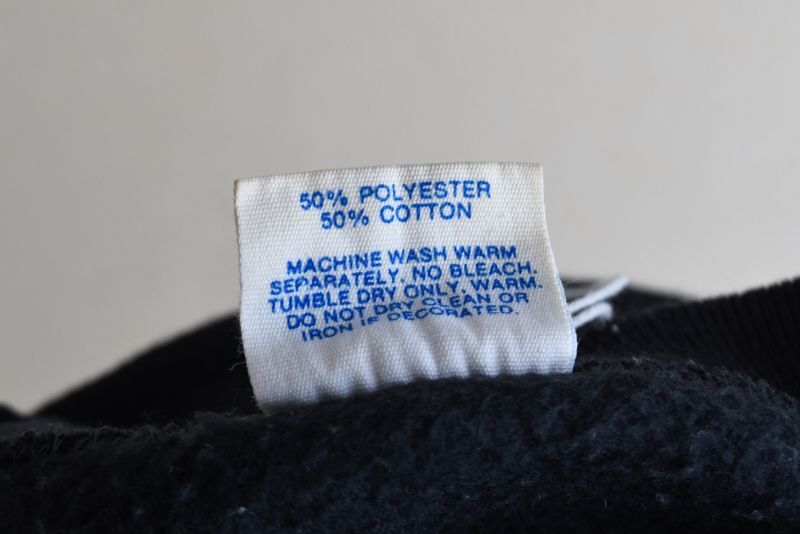 50% POLYESTER
50% COTTON
MACHINE WASH WARM
SEPARATELY, NO BLEACH.
TUMBLE DRY ONLY, WARM.
DO NOT DRY CLEAN OR
IRON IF DECORATED.